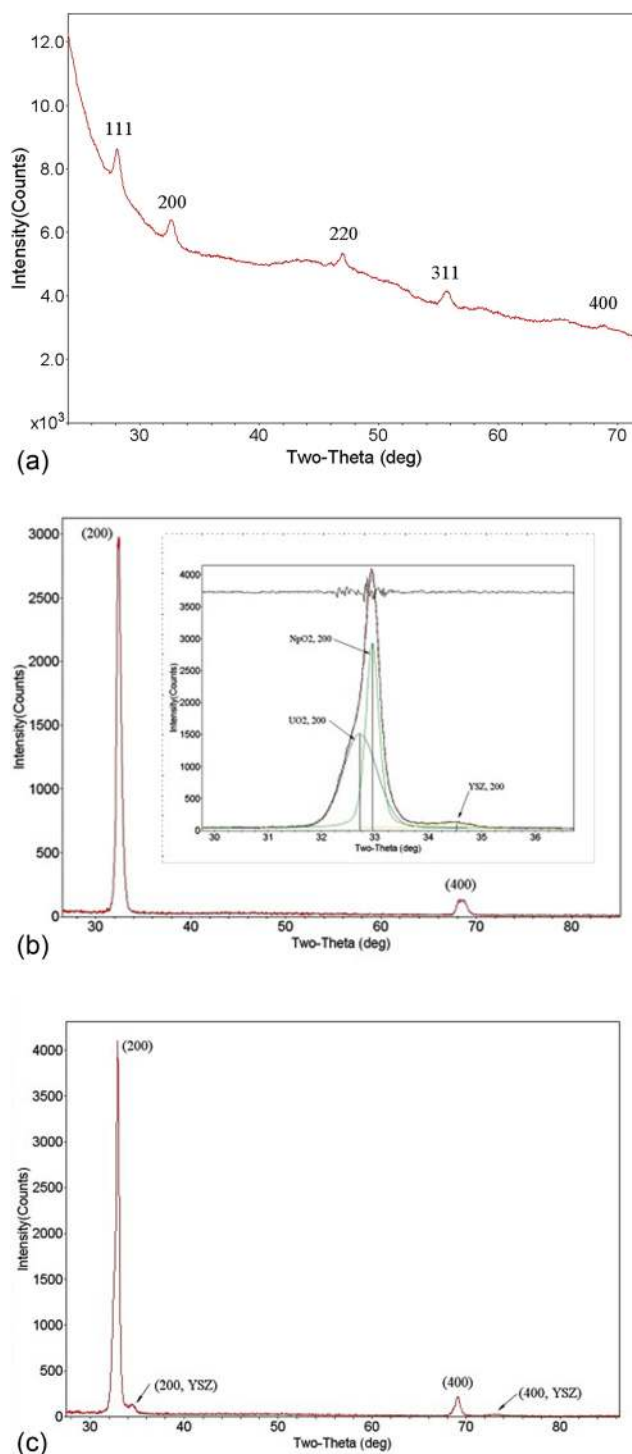 12.0
111
10.0
8.0
200
220
6.0
311
400
4.0
2.0
x10³
Intensity(Counts)
30 40 50 60 70
Two-Theta (deg)
(a)
3000
(200)
2500
2000
1500
1000
500
0
Intensity(Counts)
4000
3500
3000
2500
2000
1500
1000
500
0
Intensity(Counts)
NpO2, 200
UO2, 200
YSZ, 200
30 31 32 33 34 35 36
Two-Theta (deg)
(400)
30 40 50 60 70 80
Two-Theta (deg)
(b)
4000
(200)
3500
3000
2500
2000
1500
1000
500
0
Intensity(Counts)
(200, YSZ)
(400)
(400, YSZ)
30 40 50 60 70 80
Two-Theta (deg)
(c)